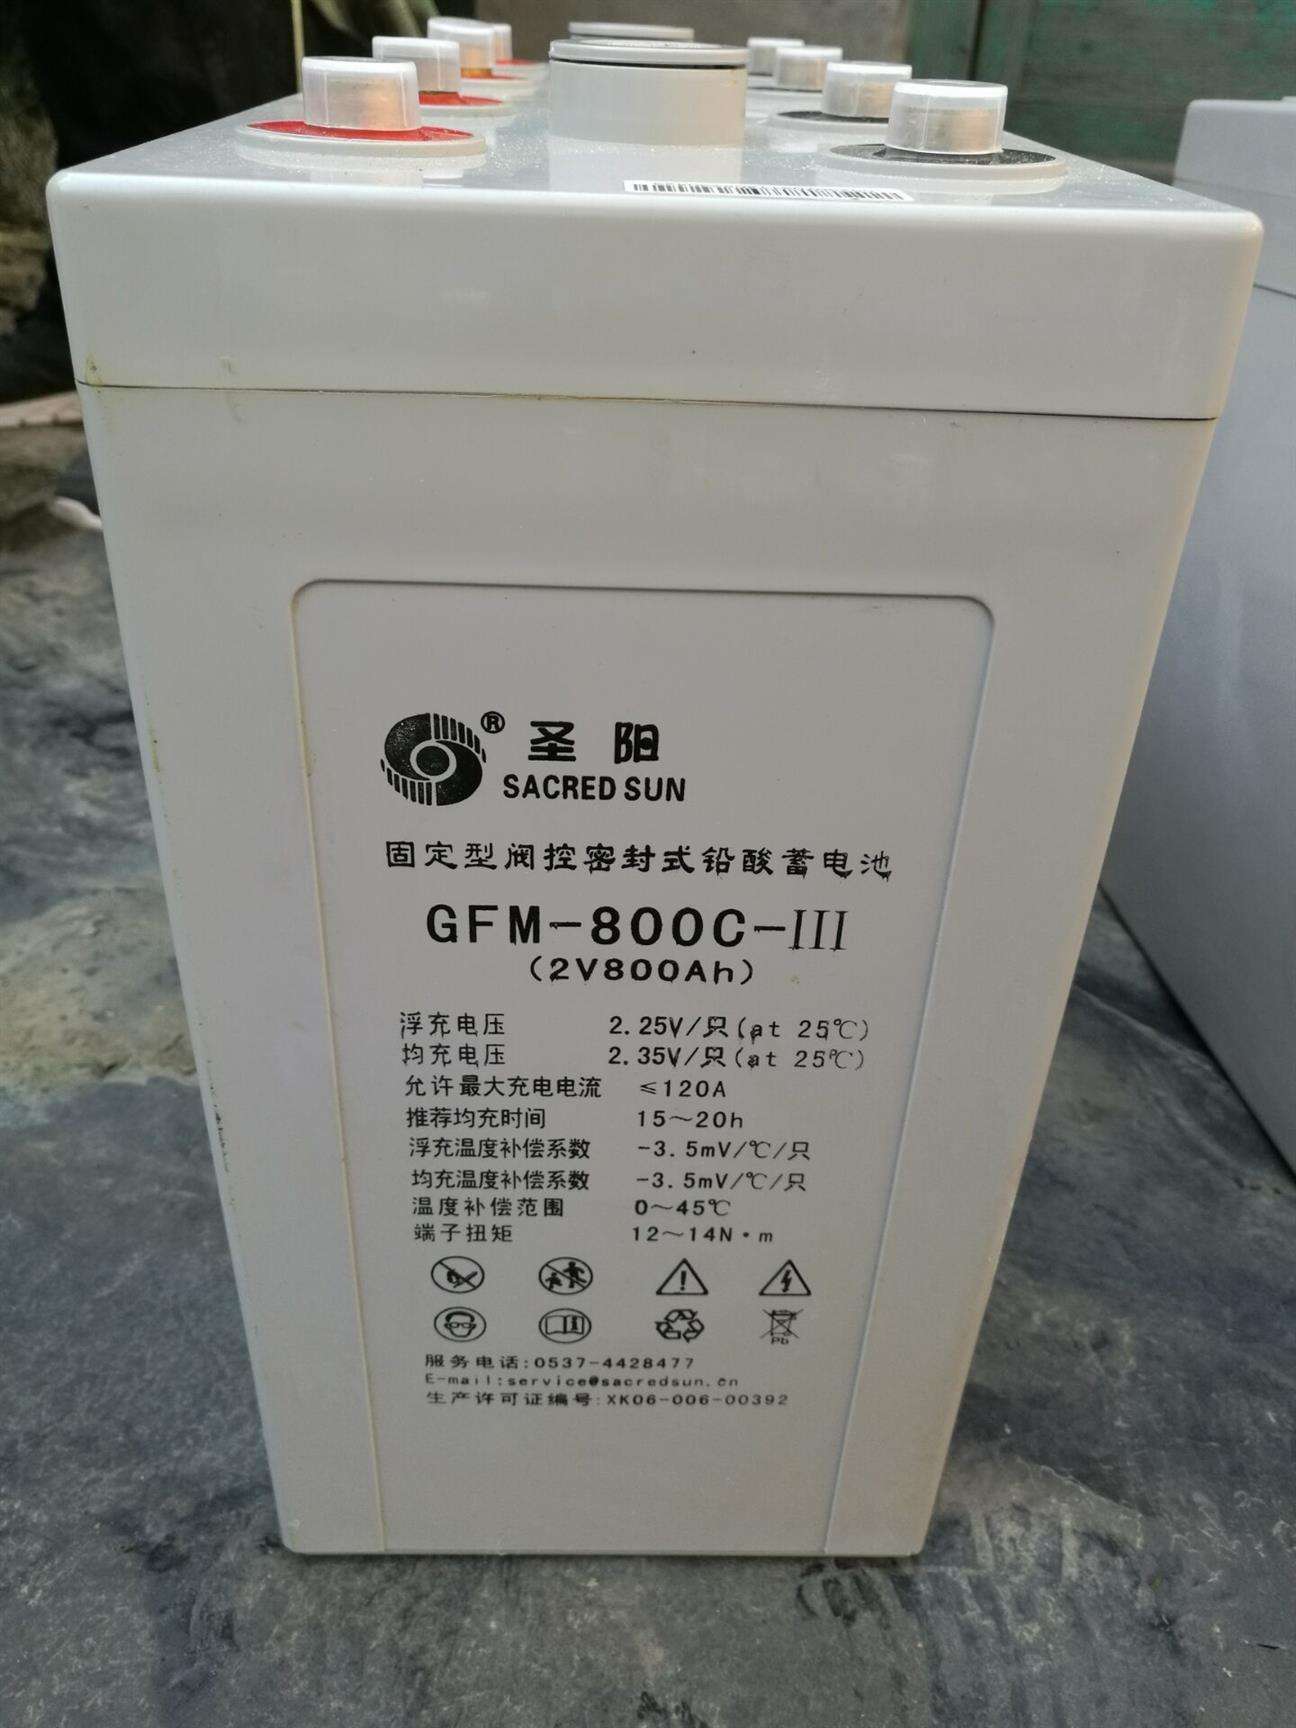 ® 圣阳
SACRED SUN
固定型阀控密封式铅酸蓄电池
GFM-800C-III
(2V800Ah)
浮充电压 2.25V/只(at 25℃)
均充电压 2.35V/只(at 25℃)
允许最大充电电流 ≤120A
推荐均充时间 15～20h
浮充温度补偿系数 -3.5mV/℃/只
均充温度补偿系数 -3.5mV/℃/只
温度补偿范围 0～45℃
端子扭矩 12～14N·m
Pb
服务电话:0537-4428477
E-mail:service@sacredsun.cn
生产许可证编号:XK06-006-00392